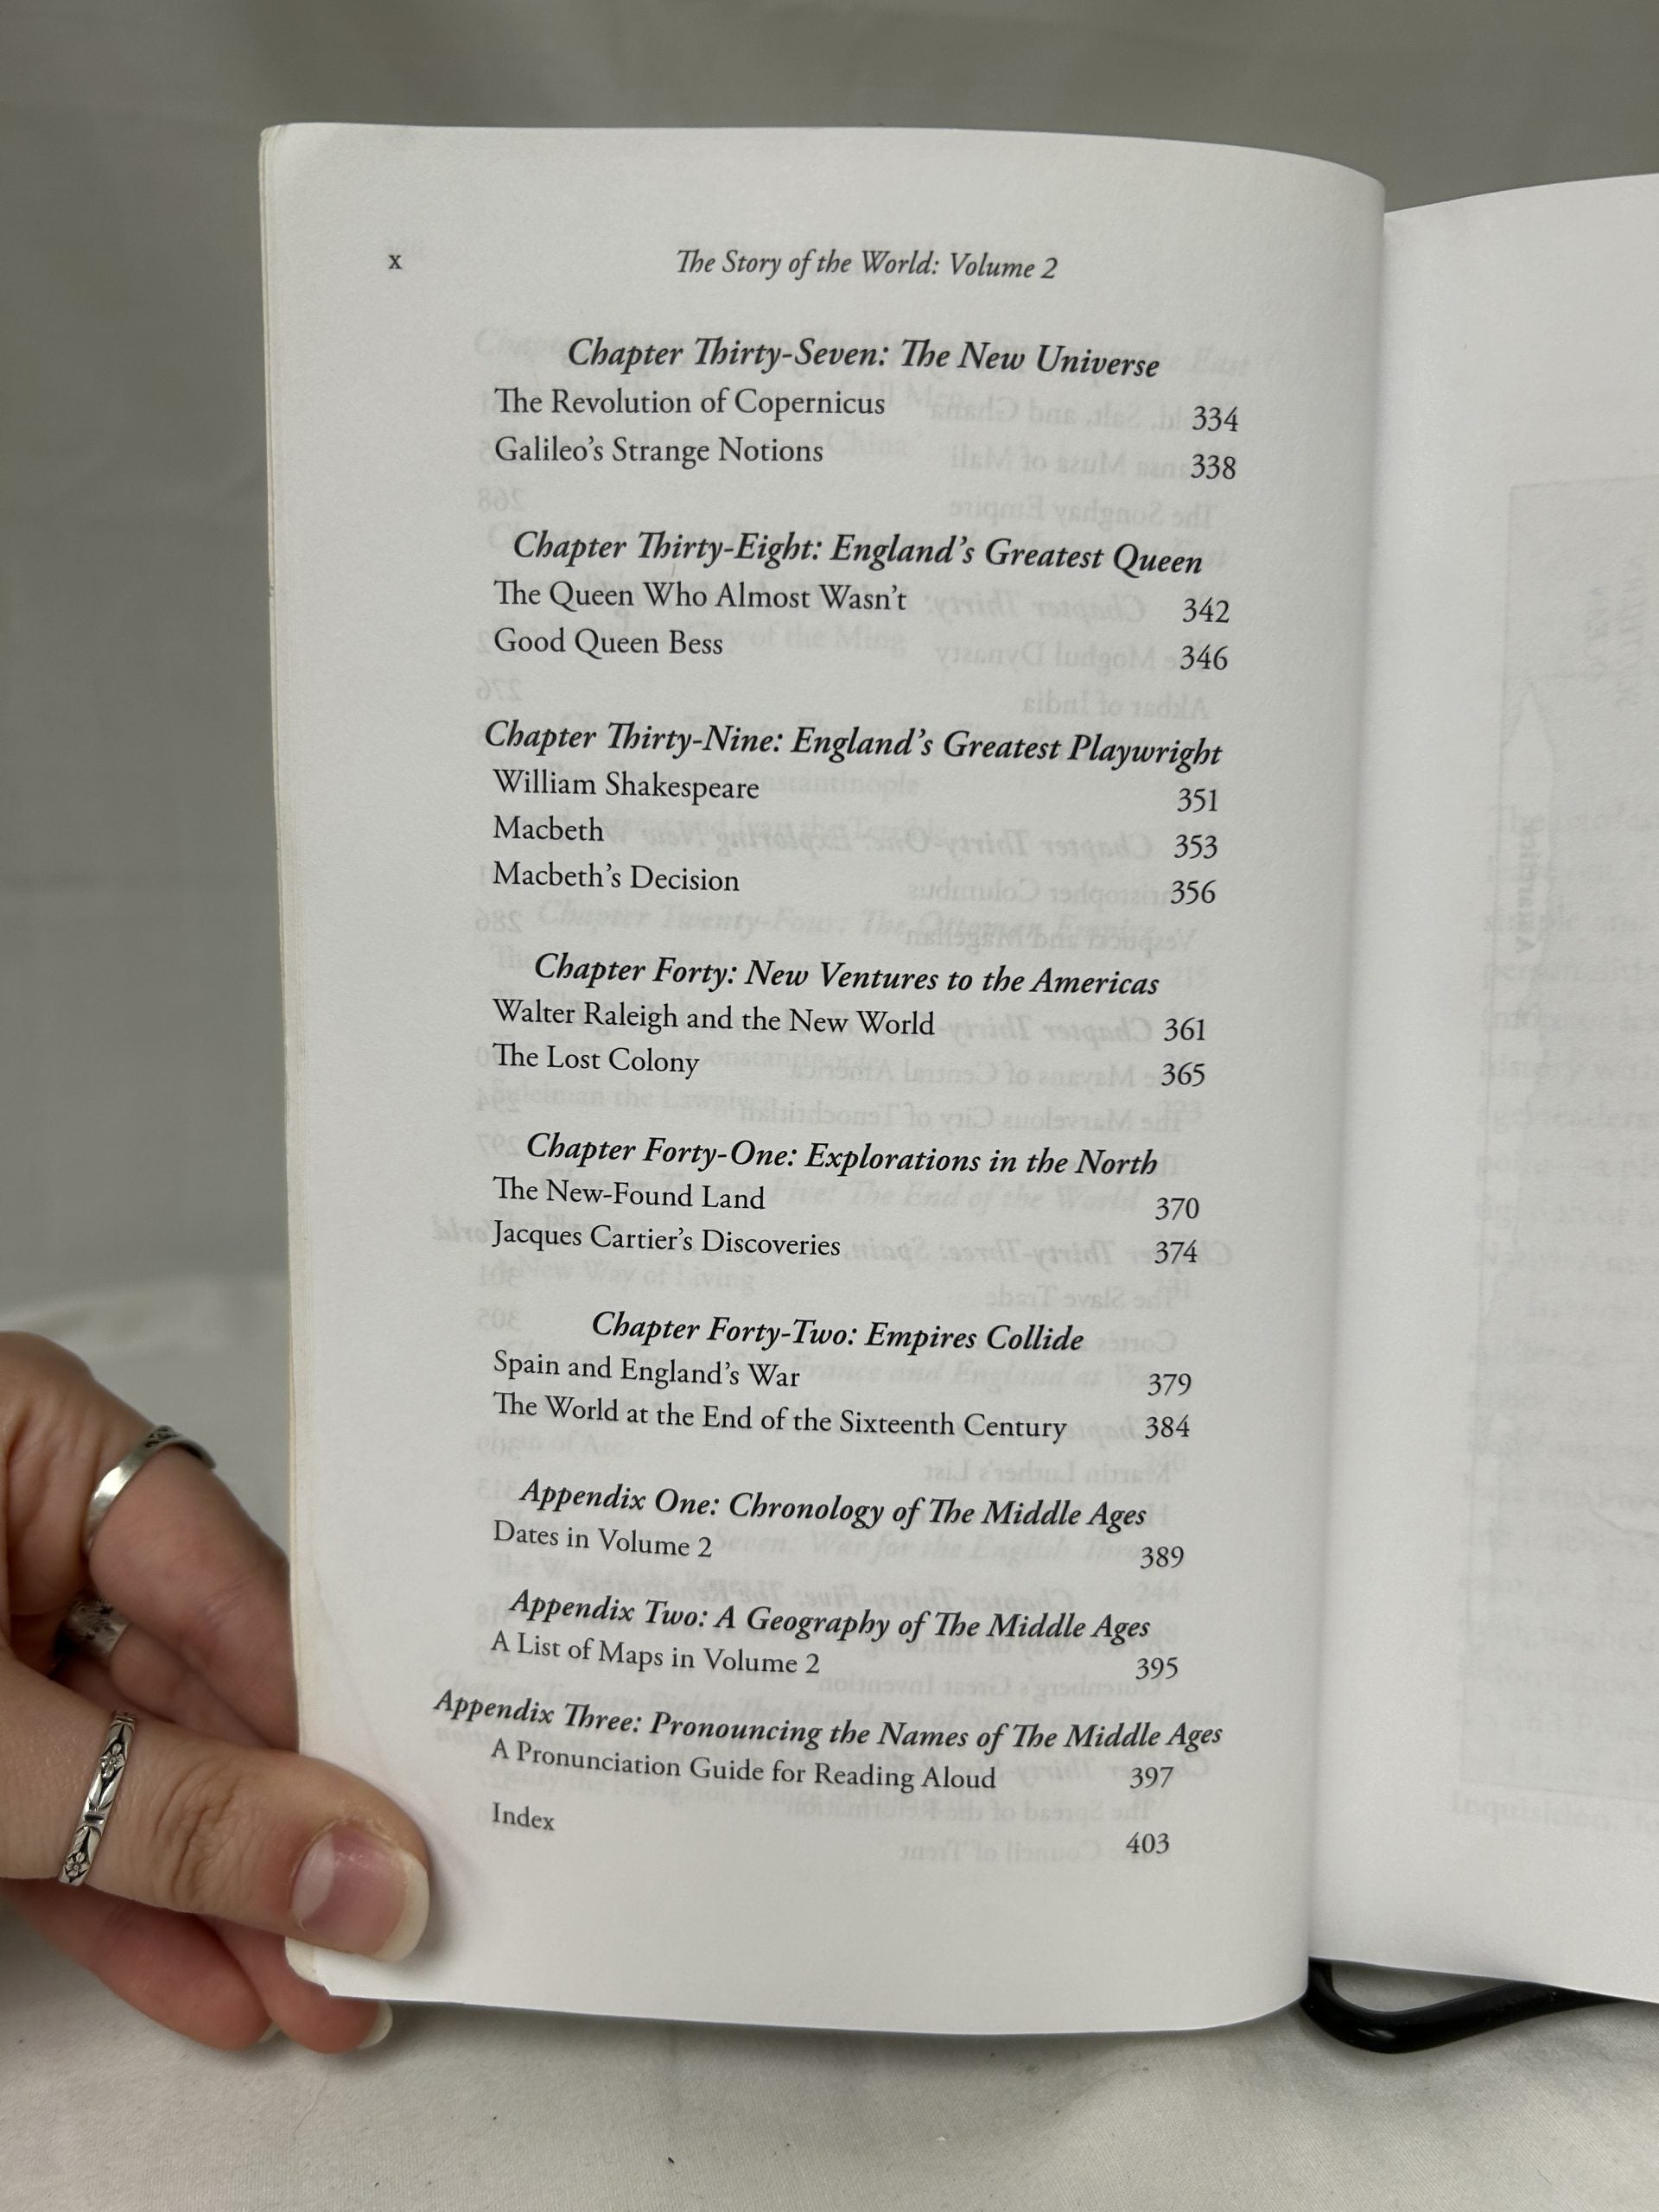 x The Story of the World: Volume 2
Chapter Thirty-Seven: The New Universe
The Revolution of Copernicus 334
Galileo's Strange Notions 338
Chapter Thirty-Eight: England's Greatest Queen
The Queen Who Almost Wasn't 342
Good Queen Bess 346
Chapter Thirty-Nine: England's Greatest Playwright
William Shakespeare 351
Macbeth 353
Macbeth's Decision 356
Chapter Forty: New Ventures to the Americas
Walter Raleigh and the New World 361
The Lost Colony 365
Chapter Forty-One: Explorations in the North
The New-Found Land 370
Jacques Cartier's Discoveries 374
Chapter Forty-Two: Empires Collide
Spain and England's War 379
The World at the End of the Sixteenth Century 384
Appendix One: Chronology of The Middle Ages
Dates in Volume 2 389
Appendix Two: A Geography of The Middle Ages
A List of Maps in Volume 2 395
Appendix Three: Pronouncing the Names of The Middle Ages
A Pronunciation Guide for Reading Aloud 397
Index 403